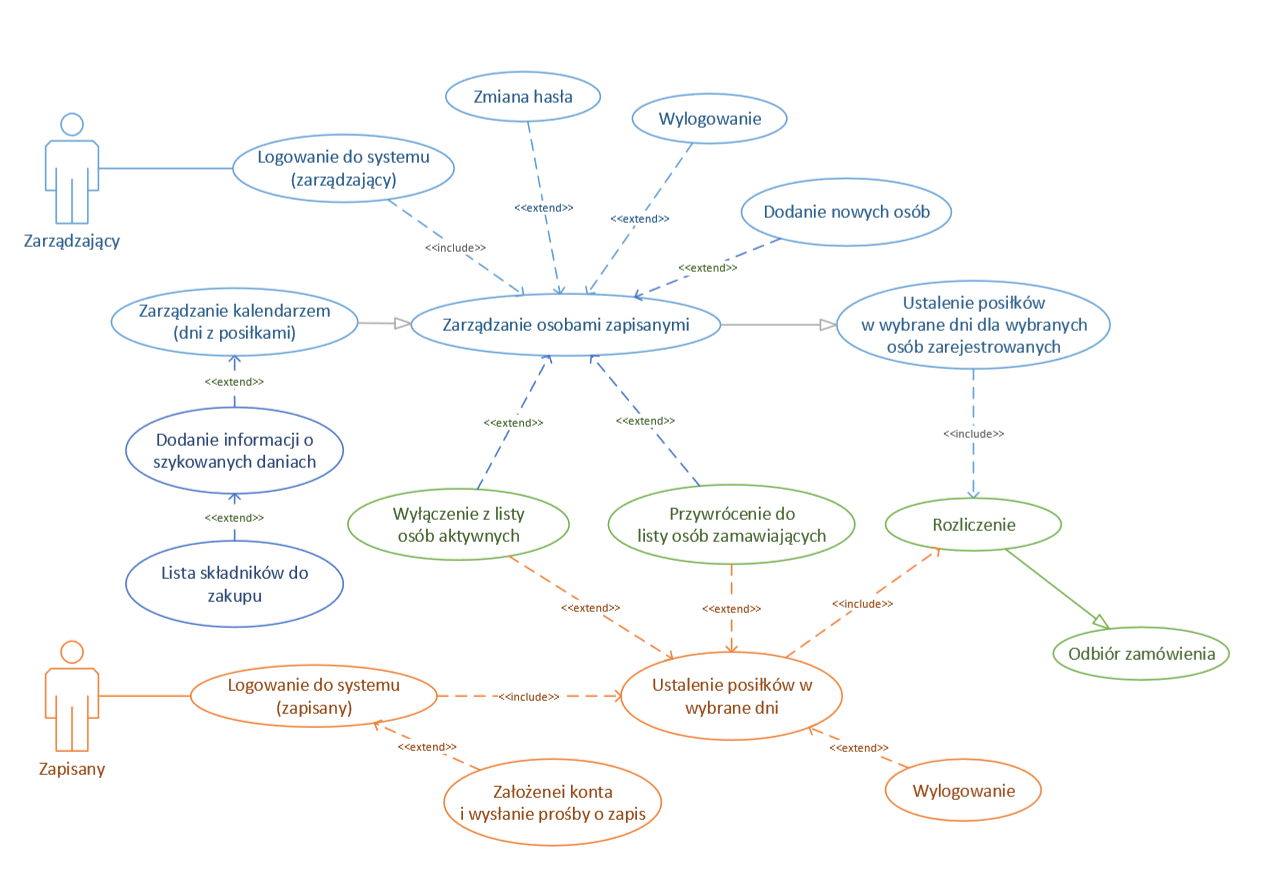 Zmiana hasła
Wylogowanie
Logowanie do systemu
(zarządzający)
Zarządzający
<<extend>>
<<extend>>
Dodanie nowych osób
<<include>>
<<extend>>
Zarządzanie kalendarzem
(dni z posiłkami)
Zarządzanie osobami zapisanymi
Ustalenie posiłków
w wybrane dni dla wybranych
osób zarejestrowanych
<<extend>>
<<extend>>
<<extend>>
<<include>>
Dodanie informacji o
szykowanych daniach
<<extend>>
Wyłączenie z listy
osób aktywnych
Przywrócenie do
listy osób zamawiających
Rozliczenie
Lista składników do
zakupu
<<extend>>
<<extend>>
<<include>>
Odbiór zamówienia
Zapisany
Logowanie do systemu
(zapisany)
<<include>>
Ustalenie posiłków w
wybrane dni
<<extend>>
<<extend>>
Założenei konta
i wysłanie prośby o zapis
Wylogowanie